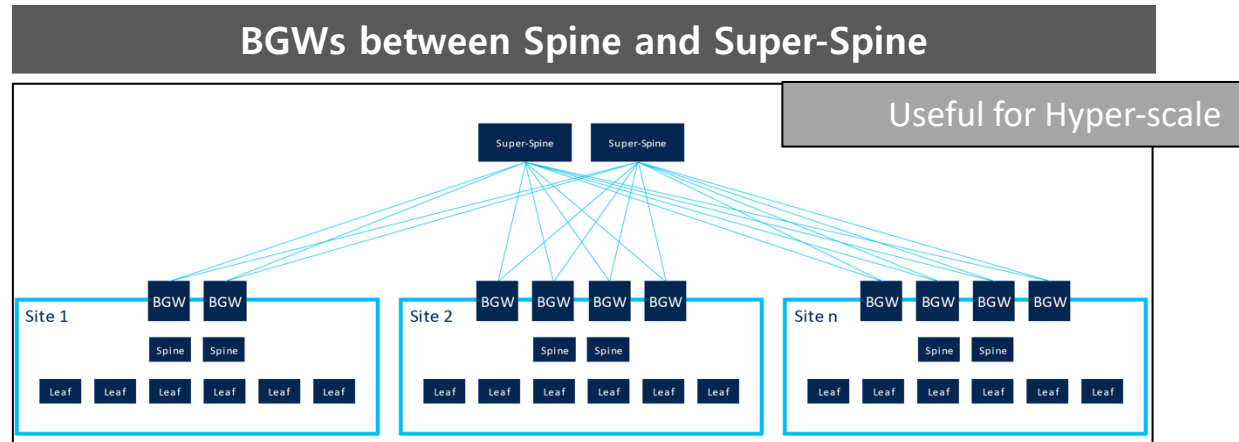 BGWs between Spine and Super-Spine
Useful for Hyper-scale
Super-Spine Super-Spine
BGW BGW BGW BGW BGW BGW BGW BGW BGW BGW
Site 1 Site 2 Site n
Spine Spine Spine Spine Spine Spine
Leaf Leaf Leaf Leaf Leaf Leaf Leaf Leaf Leaf Leaf Leaf Leaf Leaf Leaf Leaf Leaf Leaf Leaf